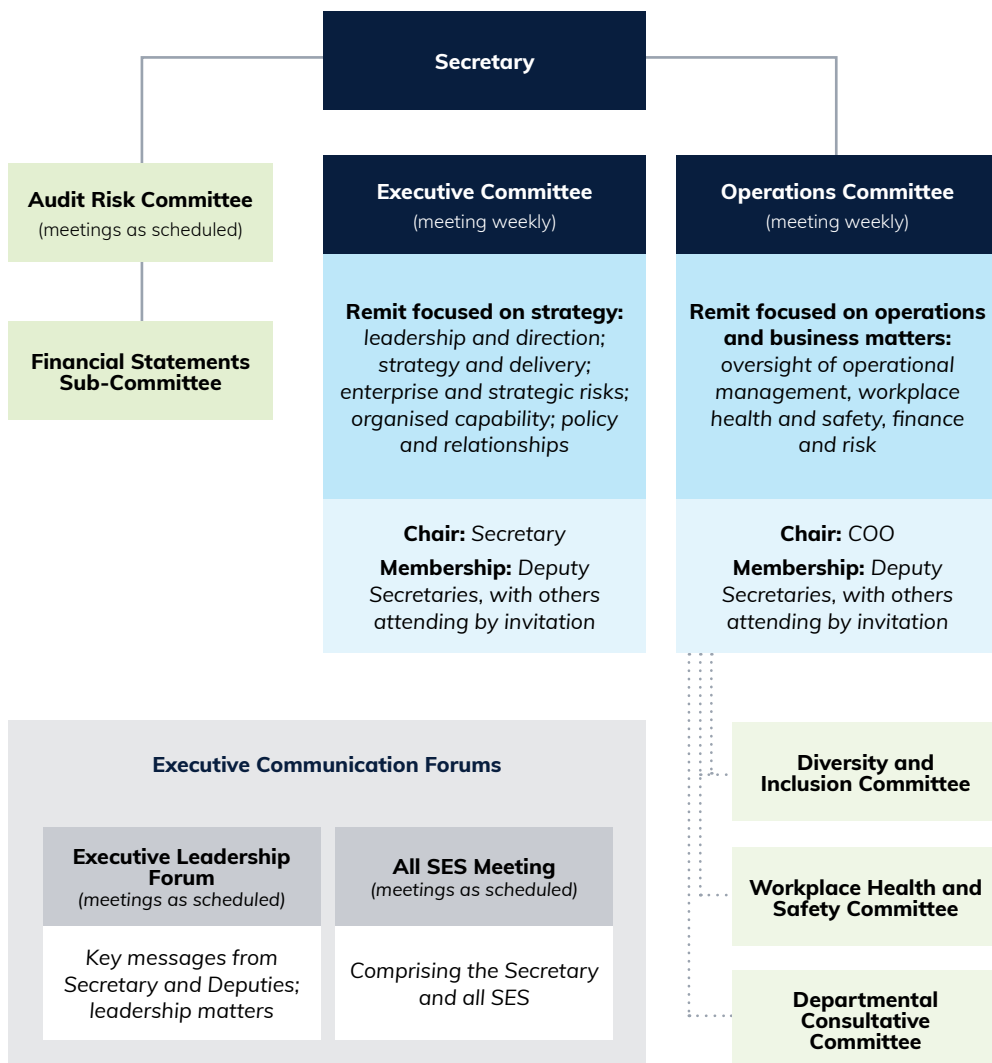 Secretary
Audit Risk Committee
(meetings as scheduled)
Financial Statements
Sub-Committee
Executive Committee
(meeting weekly)
Remit focused on strategy:
leadership and direction;
strategy and delivery;
enterprise and strategic risks;
organised capability; policy
and relationships
Chair: Secretary
Membership: Deputy
Secretaries, with others
attending by invitation
Operations Committee
(meeting weekly)
Remit focused on operations
and business matters:
oversight of operational
management, workplace
health and safety, finance
and risk
Chair: COO
Membership: Deputy
Secretaries, with others
attending by invitation
Diversity and
Inclusion Committee
Workplace Health and
Safety Committee
Departmental
Consultative
Committee
Executive Communication Forums
Executive Leadership
Forum
(meetings as scheduled)
Key messages from
Secretary and Deputies;
leadership matters
All SES Meeting
(meetings as scheduled)
Comprising the Secretary
and all SES